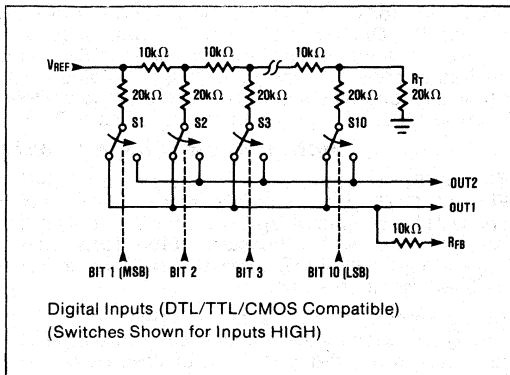 10kΩ 10kΩ 10kΩ
VREF
RT
20kΩ 20kΩ 20kΩ 20kΩ 20kΩ
S1 S2 S3 S10
OUT2
OUT1
10kΩ
RFB
BIT 1 (MSB) BIT 2 BIT 3 BIT 10 (LSB)
Digital Inputs (DTL/TTL/CMOS Compatible)
(Switches Shown for Inputs HIGH)